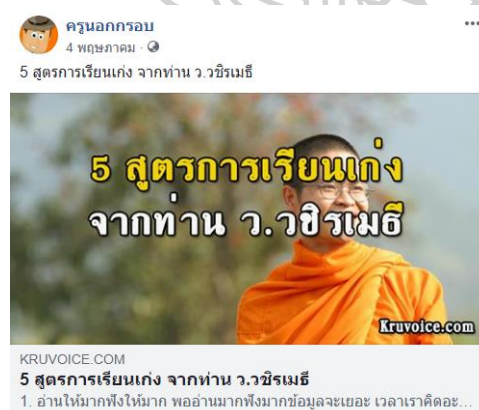 ครูนอกกรอบ
4 พฤษภาคม ·
5 สูตรการเรียนเก่ง จากท่าน ว.วชิรเมธี
5 สูตรการเรียนเก่ง
จากท่าน ว.วชิรเมธี
Kruvoice.com
KRUVOICE.COM
5 สูตรการเรียนเก่ง จากท่าน ว.วชิรเมธี
1. อ่านให้มากฟังให้มาก พออ่านมากฟังมากข้อมูลจะเยอะ เวลาเราคิดอะ...